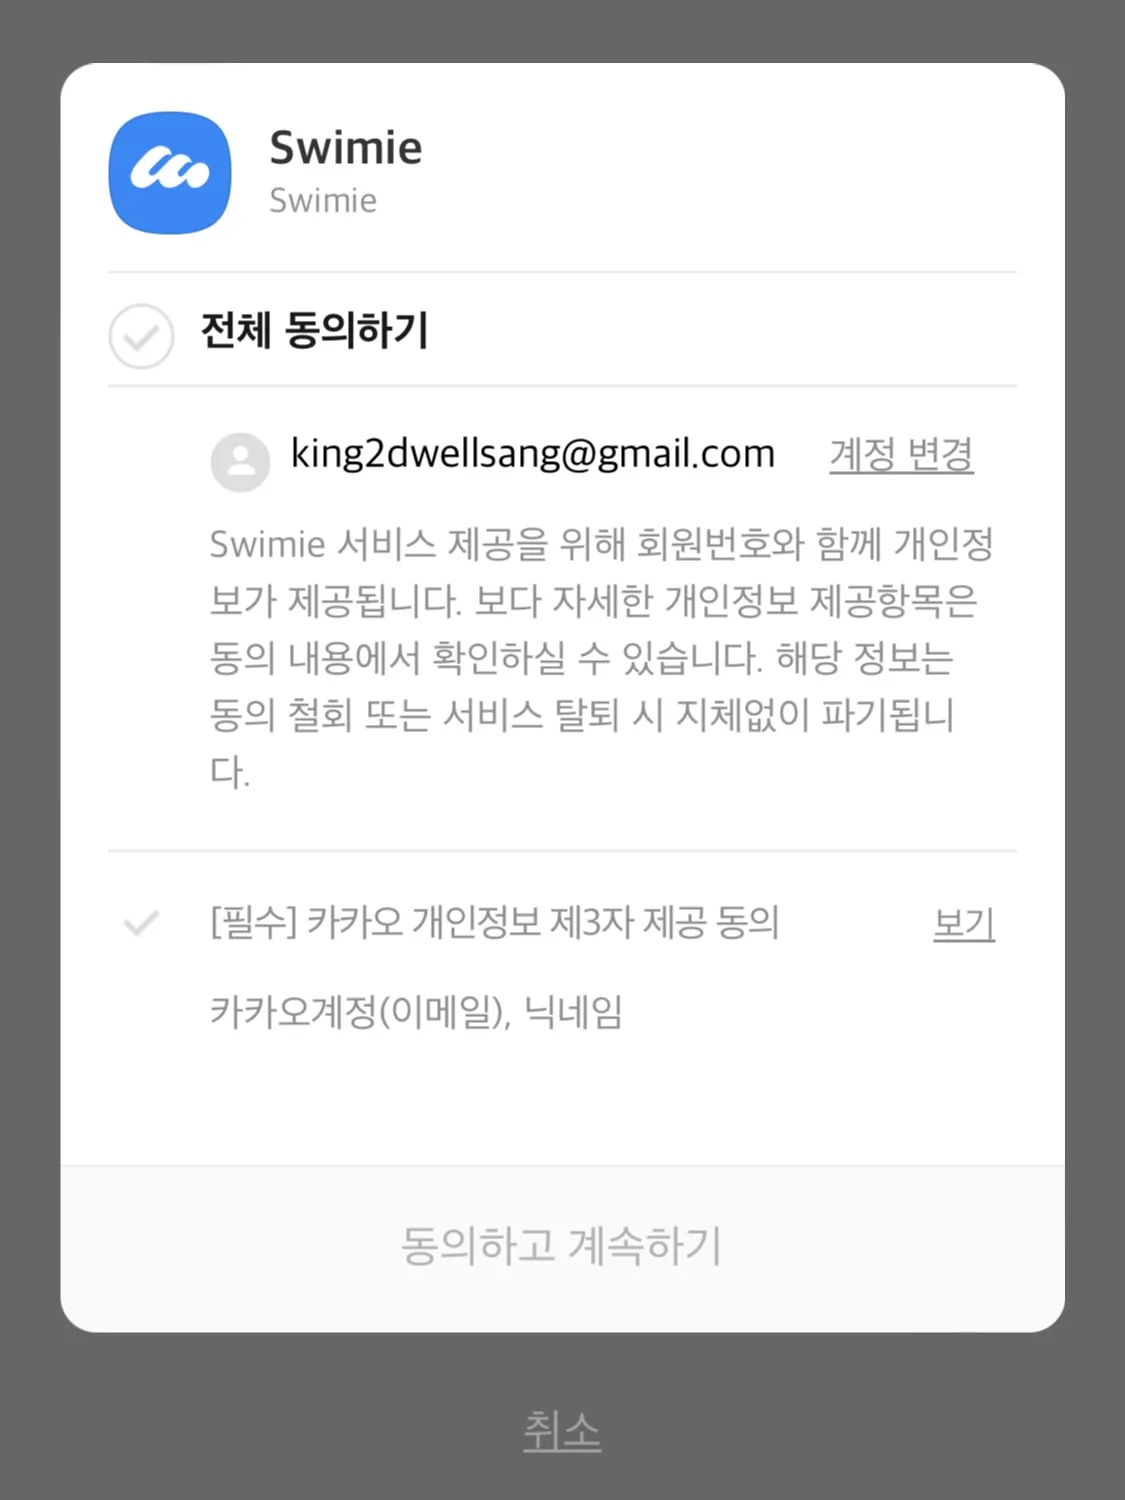 Swimie
Swimie
전체 동의하기
king2dwellsang@gmail.com 계정 변경
Swimie 서비스 제공을 위해 회원번호와 함께 개인정
보가 제공됩니다. 보다 자세한 개인정보 제공항목은
동의 내용에서 확인하실 수 있습니다. 해당 정보는
동의 철회 또는 서비스 탈퇴 시 지체없이 파기됩니
다.
[필수] 카카오 개인정보 제3자 제공 동의 보기
카카오계정(이메일), 닉네임
동의하고 계속하기
취소